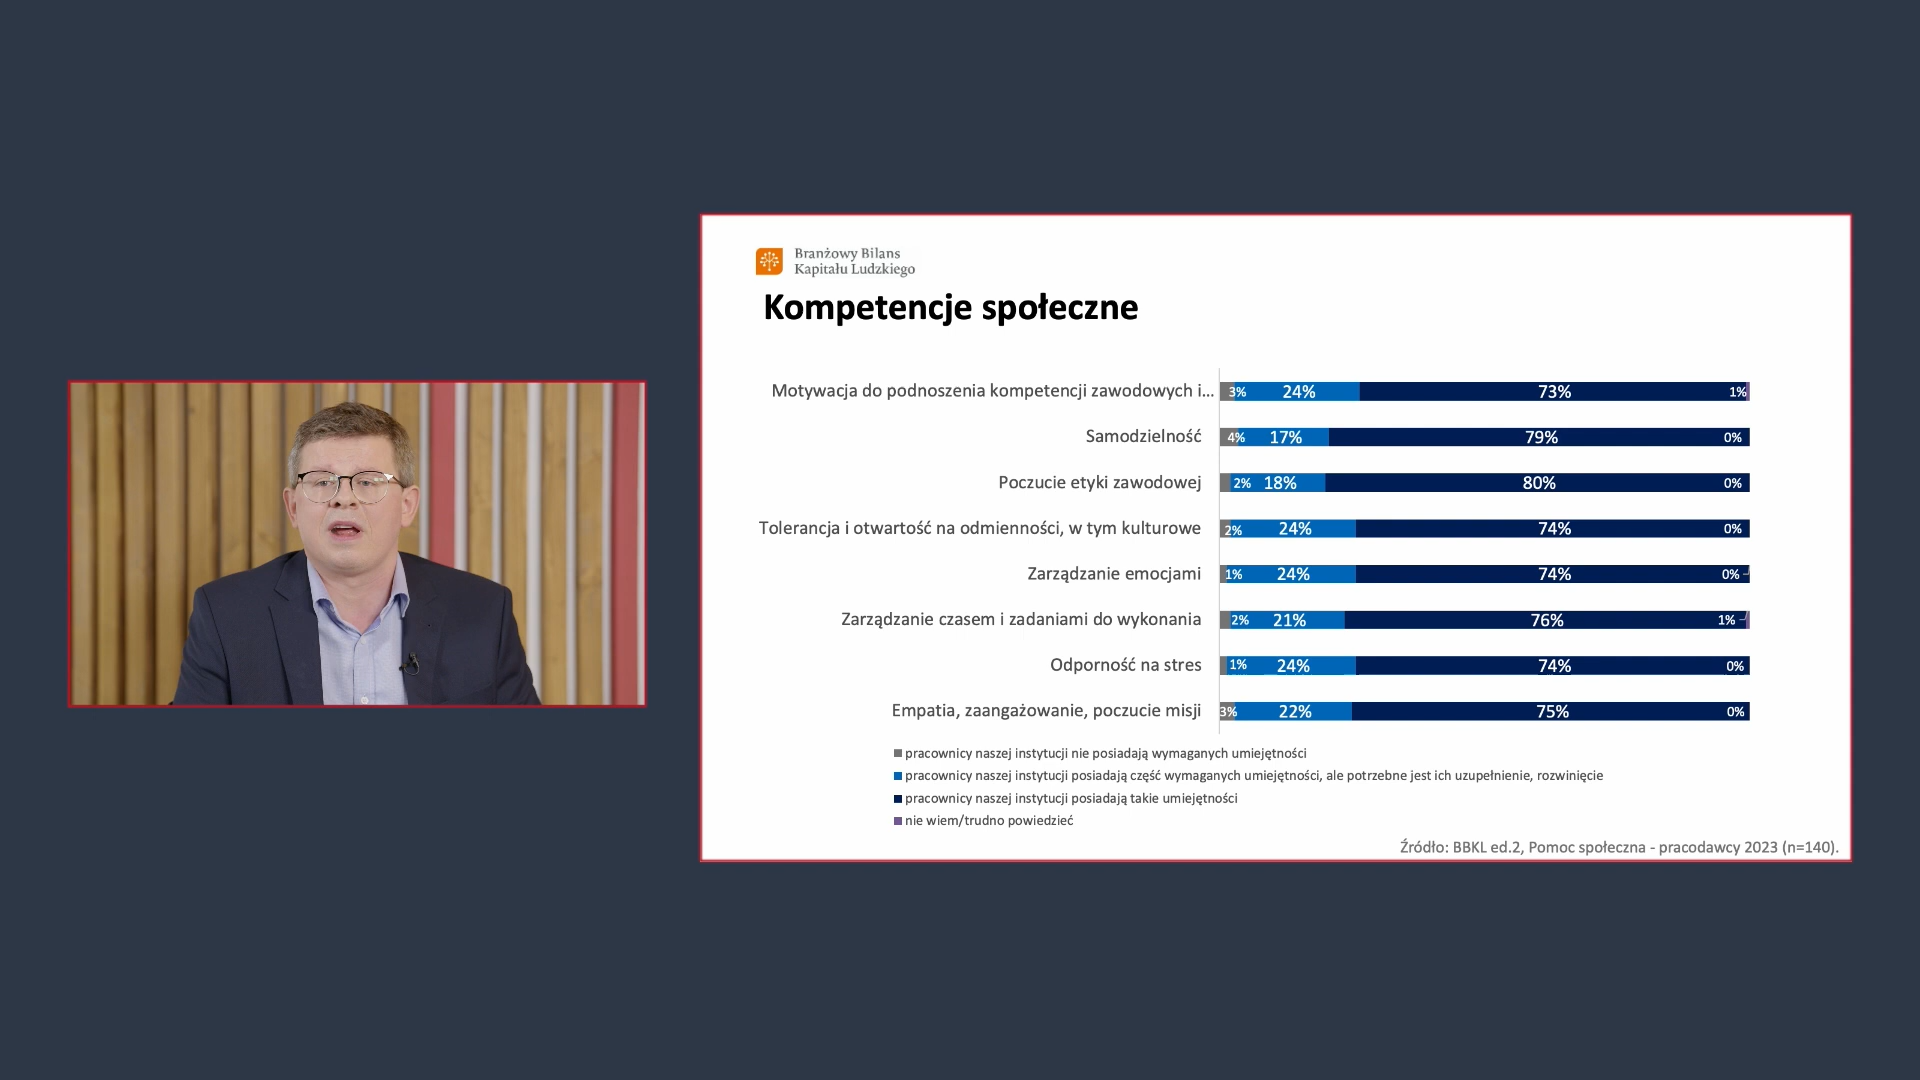 Branżowy Bilans
Kapitału Ludzkiego
Kompetencje społeczne
Motywacja do podnoszenia kompetencji zawodowych i... 3% 24% 73% 1%
Samodzielność 4% 17% 79% 0%
Poczucie etyki zawodowej 2% 18% 80% 0%
Tolerancja i otwartość na odmienności, w tym kulturowe 2% 24% 74% 0%
Zarządzanie emocjami 1% 24% 74% 0%
Zarządzanie czasem i zadaniami do wykonania 2% 21% 76% 1%
Odporność na stres 1% 24% 74% 0%
Empatia, zaangażowanie, poczucie misji 3% 22% 75% 0%
pracownicy naszej instytucji nie posiadają wymaganych umiejętności
pracownicy naszej instytucji posiadają część wymaganych umiejętności, ale potrzebne jest ich uzupełnienie, rozwinięcie
pracownicy naszej instytucji posiadają takie umiejętności
nie wiem/trudno powiedzieć
Źródło: BBKL ed.2, Pomoc społeczna - pracodawcy 2023 (n=140).